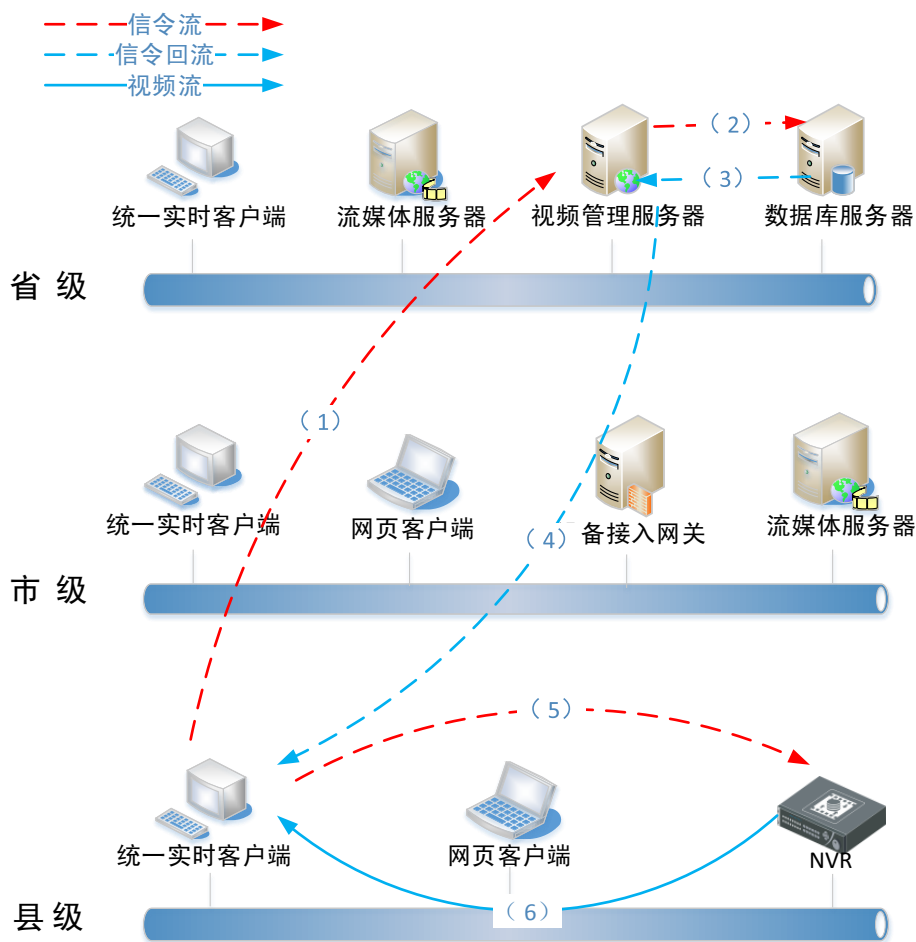 信令流
信令回流
视频流
（2）
（3）
统一实时客户端
流媒体服务器
视频管理服务器
数据库服务器
省 级
（1）
统一实时客户端
网页客户端
（4）
备接入网关
流媒体服务器
市 级
（5）
统一实时客户端
网页客户端
NVR
（6）
县 级